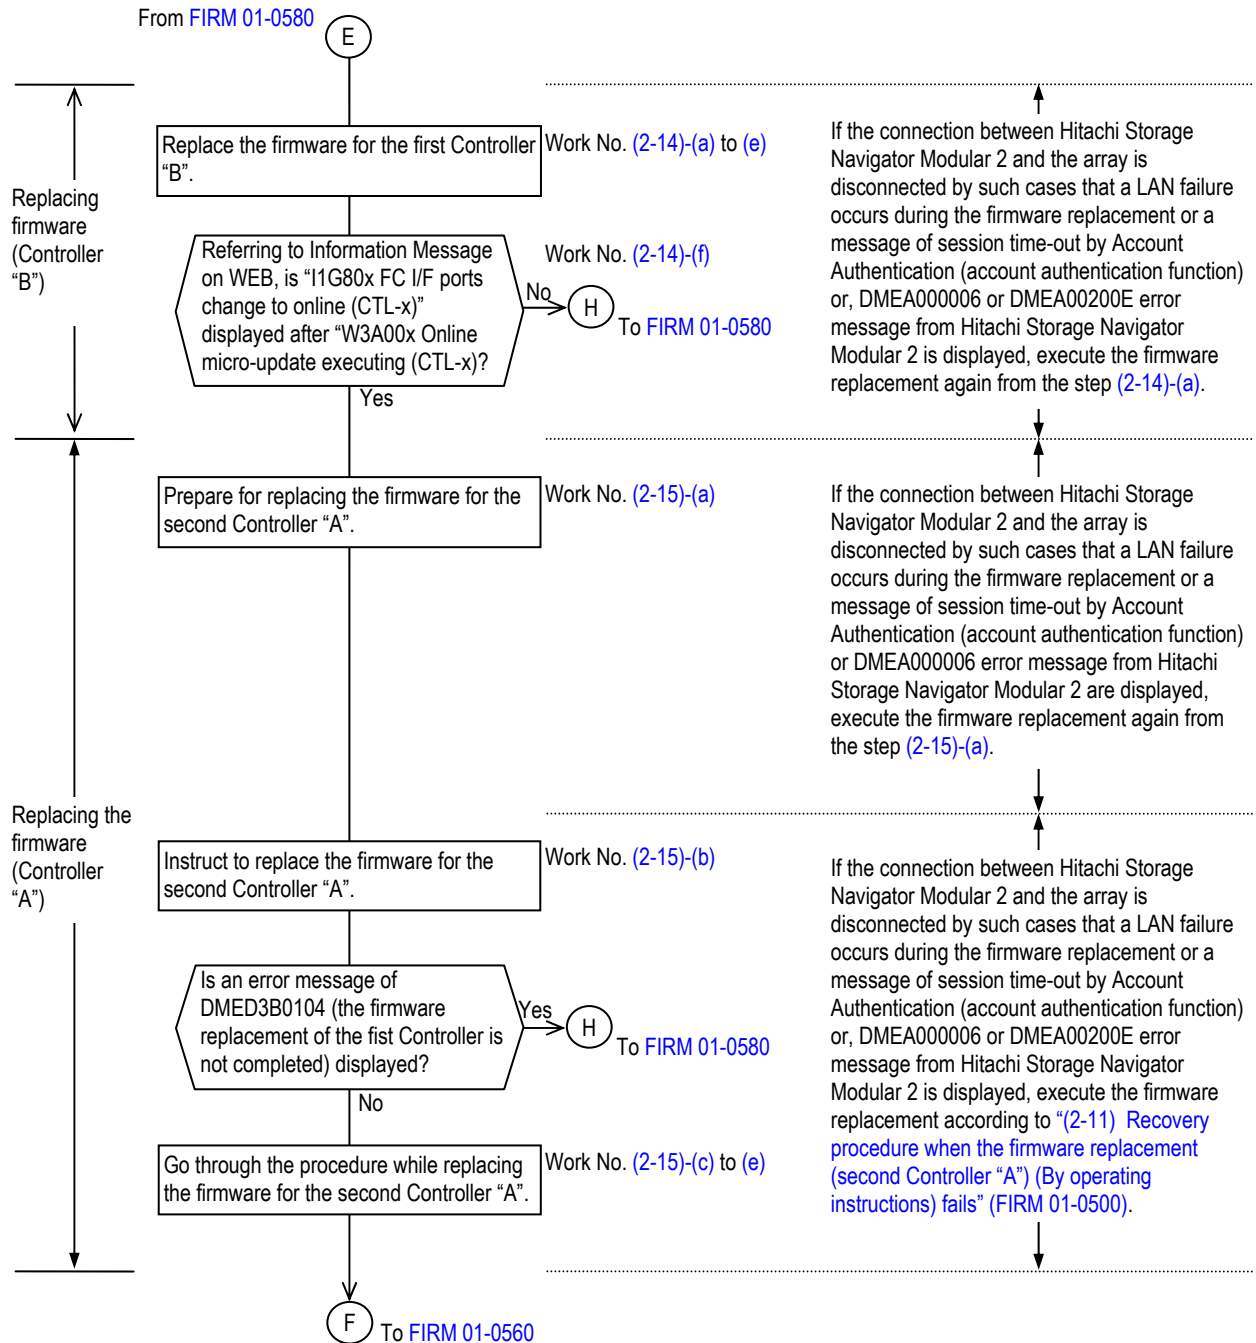 From FIRM 01-0580
E
Replacing
firmware
(Controller
“B”)
Replace the firmware for the first Controller
“B”.
Work No. (2-14)-(a) to (e)
Referring to Information Message
on WEB, is “I1G80x FC I/F ports
change to online (CTL-x)”
displayed after “W3A00x Online
micro-update executing (CTL-x)?
Work No. (2-14)-(f)
No
H
To FIRM 01-0580
Yes
If the connection between Hitachi Storage
Navigator Modular 2 and the array is
disconnected by such cases that a LAN failure
occurs during the firmware replacement or a
message of session time-out by Account
Authentication (account authentication function)
or, DMEA000006 or DMEA00200E error
message from Hitachi Storage Navigator
Modular 2 is displayed, execute the firmware
replacement again from the step (2-14)-(a).
Replacing the
firmware
(Controller
“A”)
Prepare for replacing the firmware for the
second Controller “A”.
Work No. (2-15)-(a)
If the connection between Hitachi Storage
Navigator Modular 2 and the array is
disconnected by such cases that a LAN failure
occurs during the firmware replacement or a
message of session time-out by Account
Authentication (account authentication function)
or DMEA000006 error message from Hitachi
Storage Navigator Modular 2 are displayed,
execute the firmware replacement again from
the step (2-15)-(a).
Instruct to replace the firmware for the
second Controller “A”.
Work No. (2-15)-(b)
Is an error message of
DMED3B0104 (the firmware
replacement of the fist Controller is
not completed) displayed?
Yes
H
To FIRM 01-0580
No
Go through the procedure while replacing
the firmware for the second Controller “A”.
Work No. (2-15)-(c) to (e)
If the connection between Hitachi Storage
Navigator Modular 2 and the array is
disconnected by such cases that a LAN failure
occurs during the firmware replacement or a
message of session time-out by Account
Authentication (account authentication function)
or, DMEA000006 or DMEA00200E error
message from Hitachi Storage Navigator
Modular 2 is displayed, execute the firmware
replacement according to “(2-11) Recovery
procedure when the firmware replacement
(second Controller “A”) (By operating
instructions) fails” (FIRM 01-0500).
F
To FIRM 01-0560